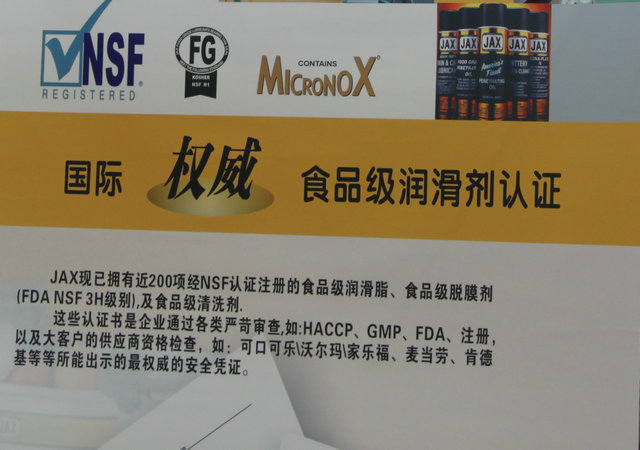 NSF
REGISTERED
FG
KOSHER
NSF H1
CONTAINS
MICRONOX
JAX JAX JAX JAX JAX
America's
Finest
PENETRATING
OIL
BATTERY
国际 权威 食品级润滑剂认证
JAX现已拥有近200项经NSF认证注册的食品级润滑脂、食品级脱膜剂
(FDA NSF 3H级别),及食品级清洗剂.
这些认证书是企业通过各类严苛审查,如:HACCP、GMP、FDA、注册,
以及大客户的供应商资格检查，如：可口可乐\沃尔玛\家乐福、麦当劳、肯德
基等等所能出示的最权威的安全凭证。